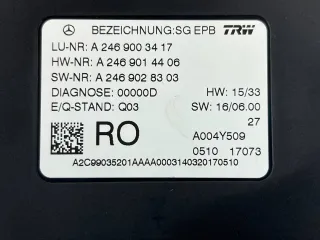 BEZEICHNUNG:SG EPB TRW
LU-NR: A 246 900 34 17
HW-NR: A 246 901 44 06
SW-NR: A 246 902 83 03
DIAGNOSE: 00000D HW: 15/33
E/Q-STAND: Q03 SW: 16/06.00
27
RO A004Y509
0510 17073
A2C99035201AAAA0003140320170510